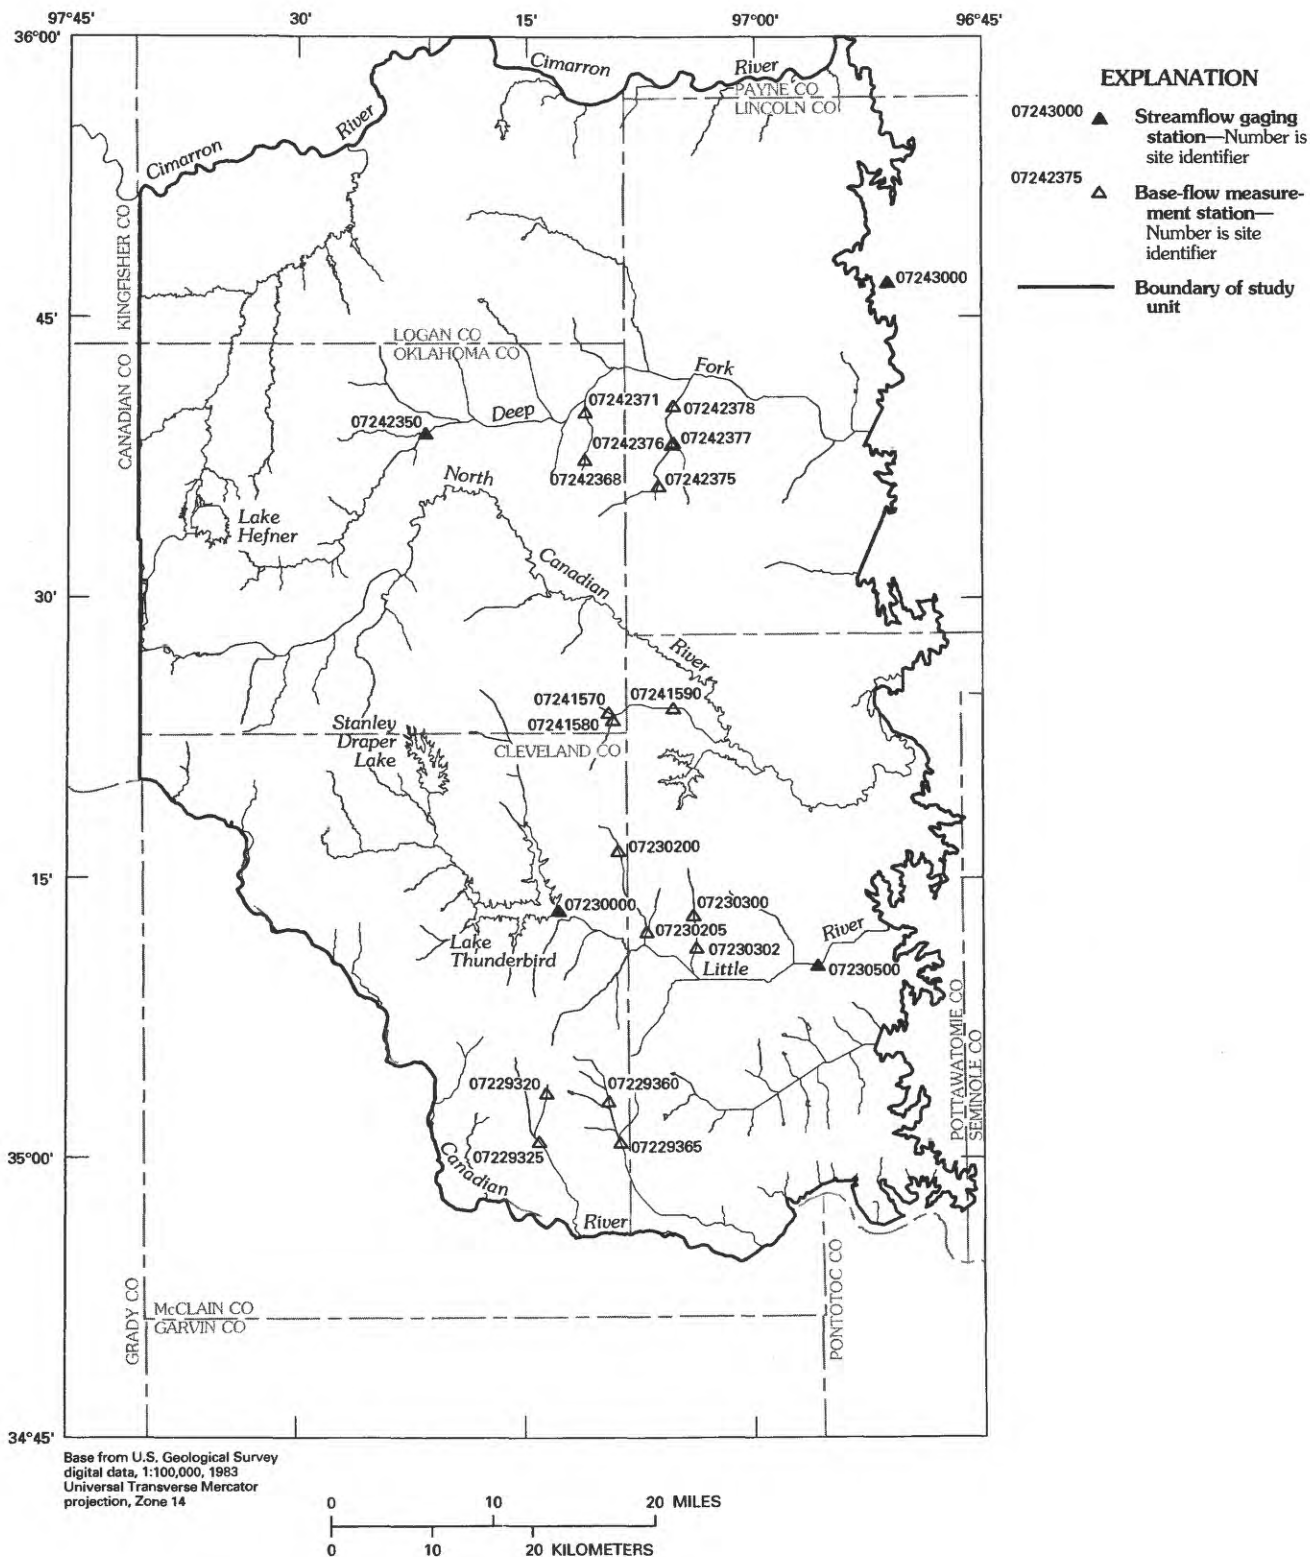 97°45'
30'
15'
97°00'
96°45'
36°00'
Cimarron
River
PAYNE CO
LINCOLN CO
EXPLANATION
07243000
Streamflow gaging
station—Number is
site identifier
07242375
Base-flow measure-
ment station—
Number is site
identifier
Boundary of study
unit
River
Cimarron
KINGFISHER CO
CANADIAN CO
07243000
45'
LOGAN CO
OKLAHOMA CO
Fork
07242371
07242378
Deep
07242350
07242376
07242377
07242368
07242375
North
Lake
Hefner
Canadian
30'
River
07241570
07241590
07241580
Stanley
Draper
Lake
CLEVELAND CO
07230200
15'
07230000
07230300
07230205
River
07230302
Lake
Thunderbird
Little
07230500
POTTAWATOMIE CO
SEMINOLE CO
07229320
07229360
07229325
07229365
35°00'
Canadian
River
GRADY CO
McCLAIN CO
GARVIN CO
PONTOTOC CO
34°45'
Base from U.S. Geological Survey
digital data, 1:100,000, 1983
Universal Transverse Mercator
projection, Zone 14
0 10 20 MILES
0 10 20 KILOMETERS